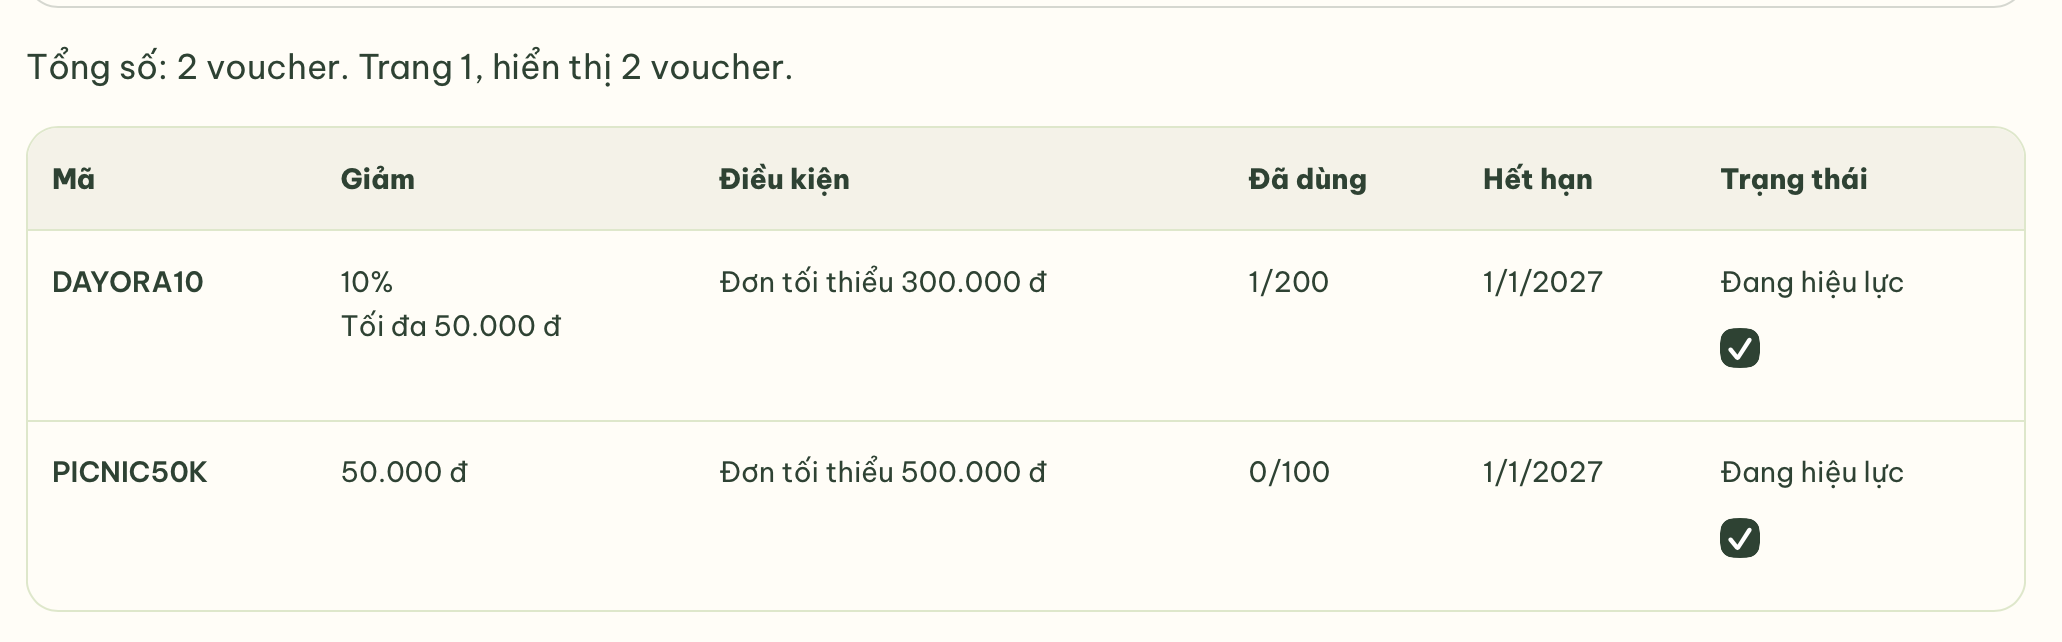 Tổng số: 2 voucher. Trang 1, hiển thị 2 voucher.
Mã Giảm Điều kiện Đã dùng Hết hạn Trạng thái
DAYORA10 10% Đơn tối thiểu 300.000 đ 1/200 1/1/2027 Đang hiệu lực
Tối đa 50.000 đ
PICNIC50K 50.000 đ Đơn tối thiểu 500.000 đ 0/100 1/1/2027 Đang hiệu lực